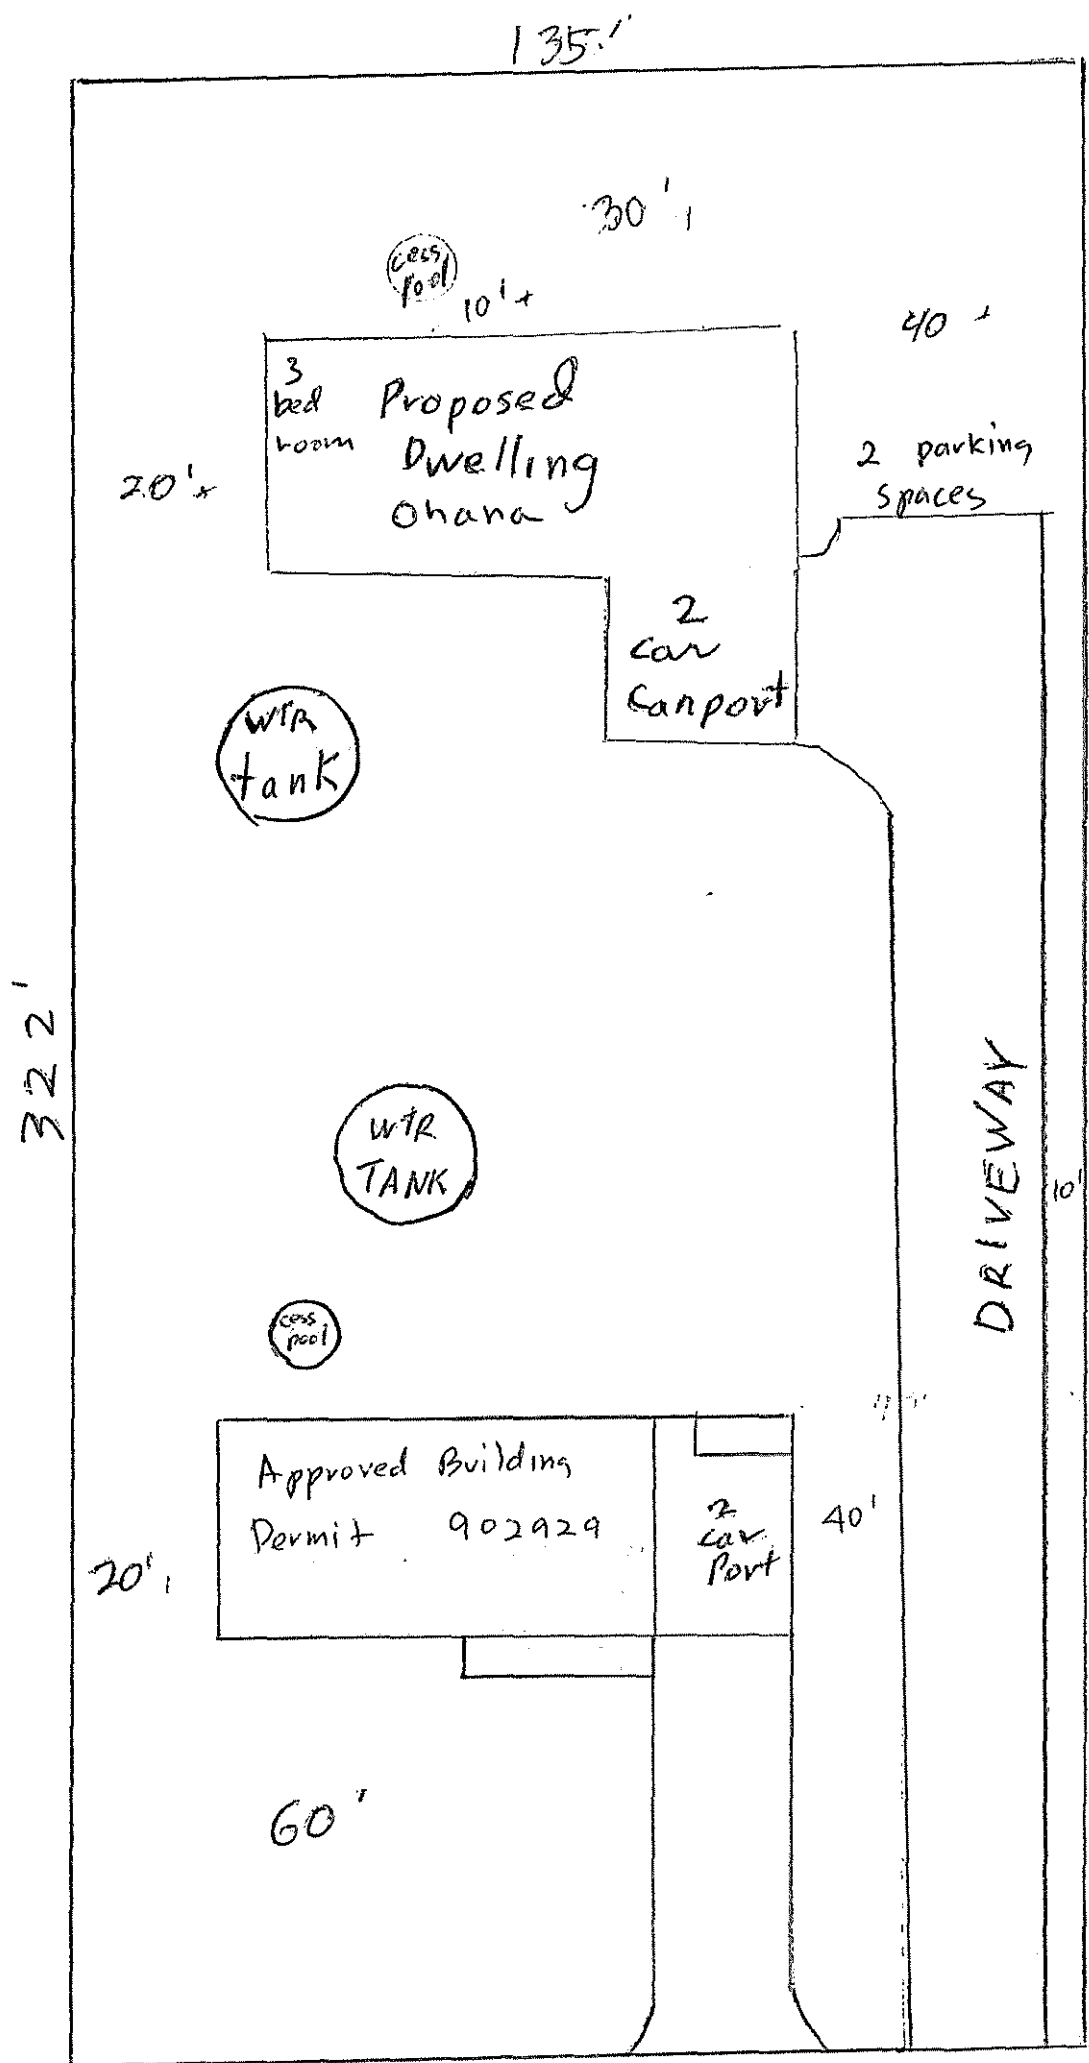 135.'
30'
cess
pool
10'+
40 +
3
bed
room
Proposed
Dwelling
Ohana
2 parking
spaces
20'+
2
car
canport
WTR
tank
322'
WTR
TANK
DRIVEWAY
10'
cess
pool
Approved Building
Permit 902929
2
car
Port
40'
20'
60'